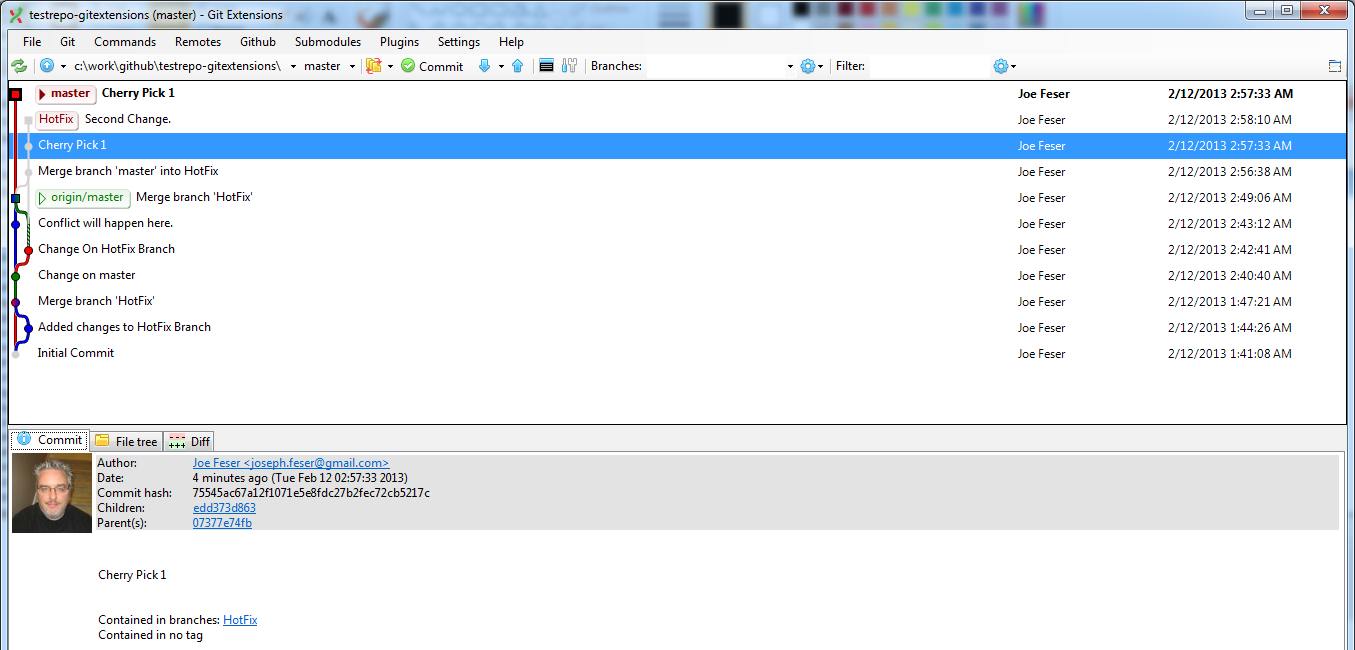 testrepo-gitextensions (master) - Git Extensions
File Git Commands Remotes Github Submodules Plugins Settings Help
c:\work\github\testrepo-gitextensions\ master Commit Branches: Filter:
master Cherry Pick 1 Joe Feser 2/12/2013 2:57:33 AM
HotFix Second Change. Joe Feser 2/12/2013 2:58:10 AM
Cherry Pick 1 Joe Feser 2/12/2013 2:57:33 AM
Merge branch 'master' into HotFix Joe Feser 2/12/2013 2:56:38 AM
origin/master Merge branch 'HotFix' Joe Feser 2/12/2013 2:49:06 AM
Conflict will happen here. Joe Feser 2/12/2013 2:43:12 AM
Change On HotFix Branch Joe Feser 2/12/2013 2:42:41 AM
Change on master Joe Feser 2/12/2013 2:40:40 AM
Merge branch 'HotFix' Joe Feser 2/12/2013 1:47:21 AM
Added changes to HotFix Branch Joe Feser 2/12/2013 1:44:26 AM
Initial Commit Joe Feser 2/12/2013 1:41:08 AM
Commit File tree Diff
Author: Joe Feser <joseph.feser@gmail.com>
Date: 4 minutes ago (Tue Feb 12 02:57:33 2013)
Commit hash: 75545ac67a12f1071e5e8fdc27b2fec72cb5217c
Children: edd373d863
Parent(s): 07377e74fb
Cherry Pick 1
Contained in branches: HotFix
Contained in no tag